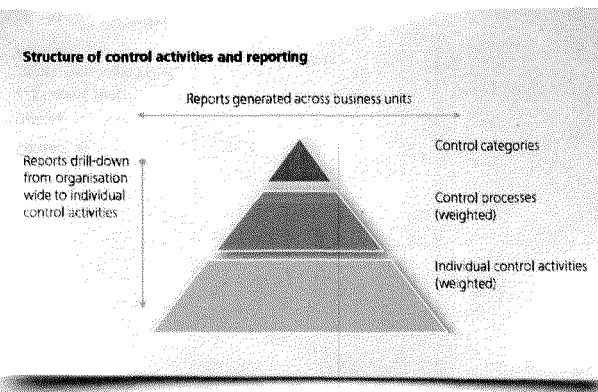 Structure of control activities and reporting
Reports generated across business units
Reports drill-down
from organisation
wide to individual
control activities
Control categories
Control processes
(weighted)
Individual control activities
(weighted)